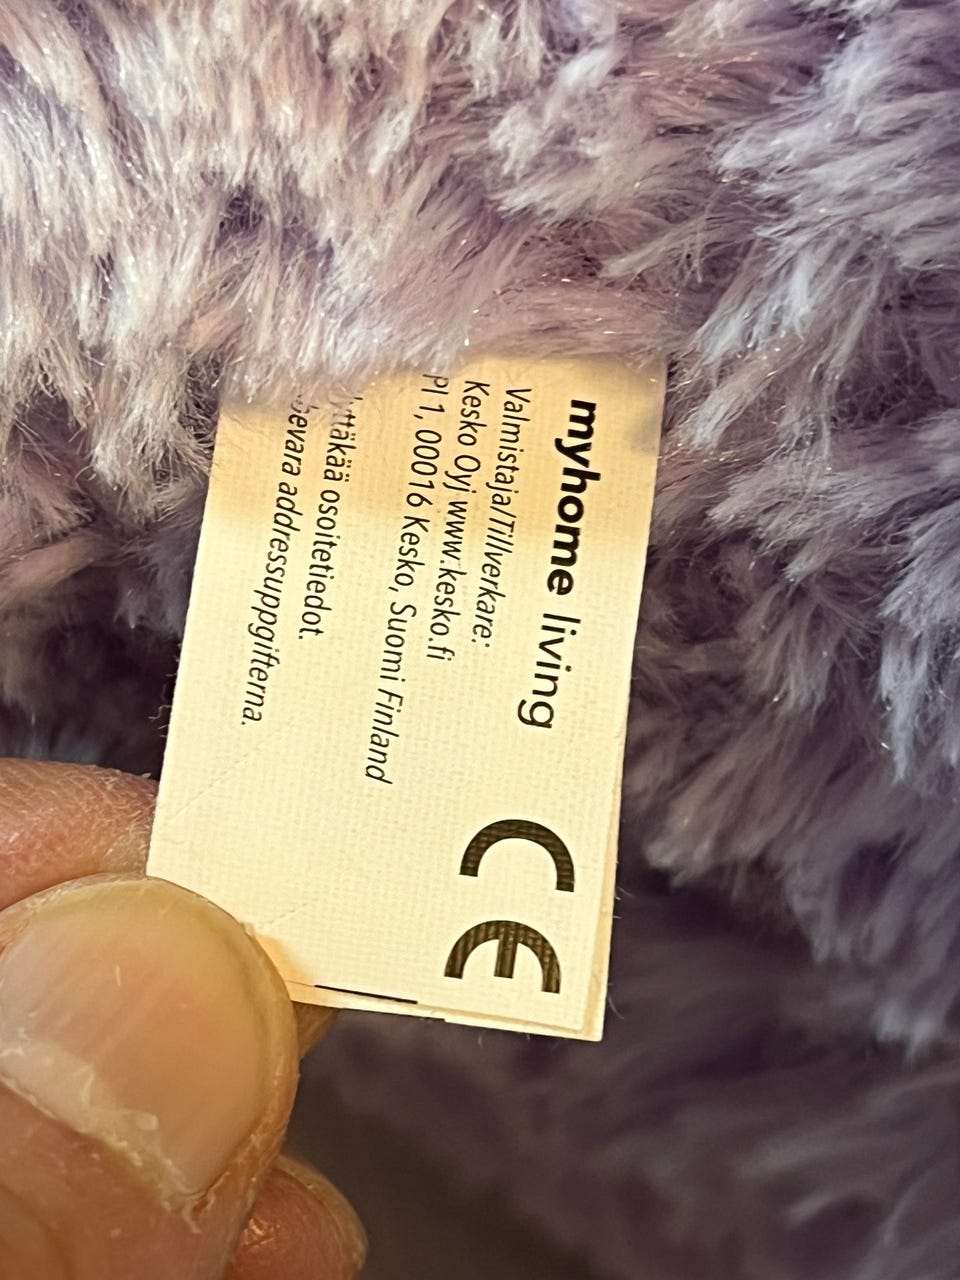 myhome living
Valmistaja/Tillverkare:
Kesko Oyj www.kesko.fi
Pl 1, 00016 Kesko, Suomi Finland
osoitetiedot.
addressuppgifterna.
CE